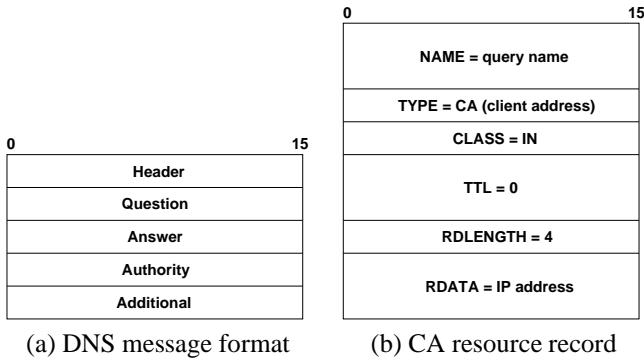 0 15
Header
Question
Answer
Authority
Additional
(a) DNS message format
0 15
NAME = query name
TYPE = CA (client address)
CLASS = IN
TTL = 0
RDLENGTH = 4
RDATA = IP address
(b) CA resource record